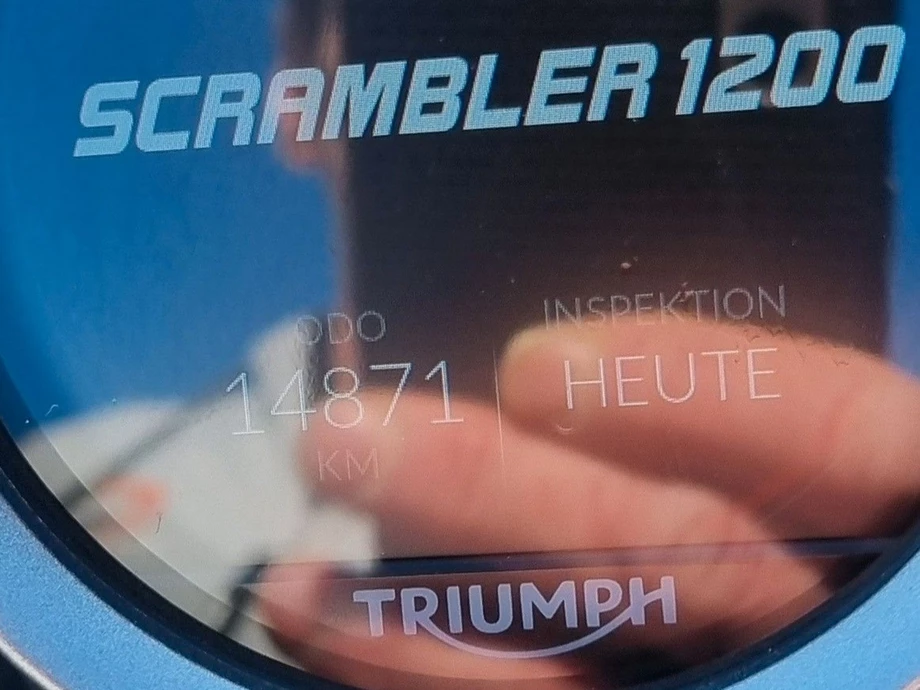 SCRAMBLER 1200
ODO
14871
KM
INSPEKTION
HEUTE
TRIUMPH